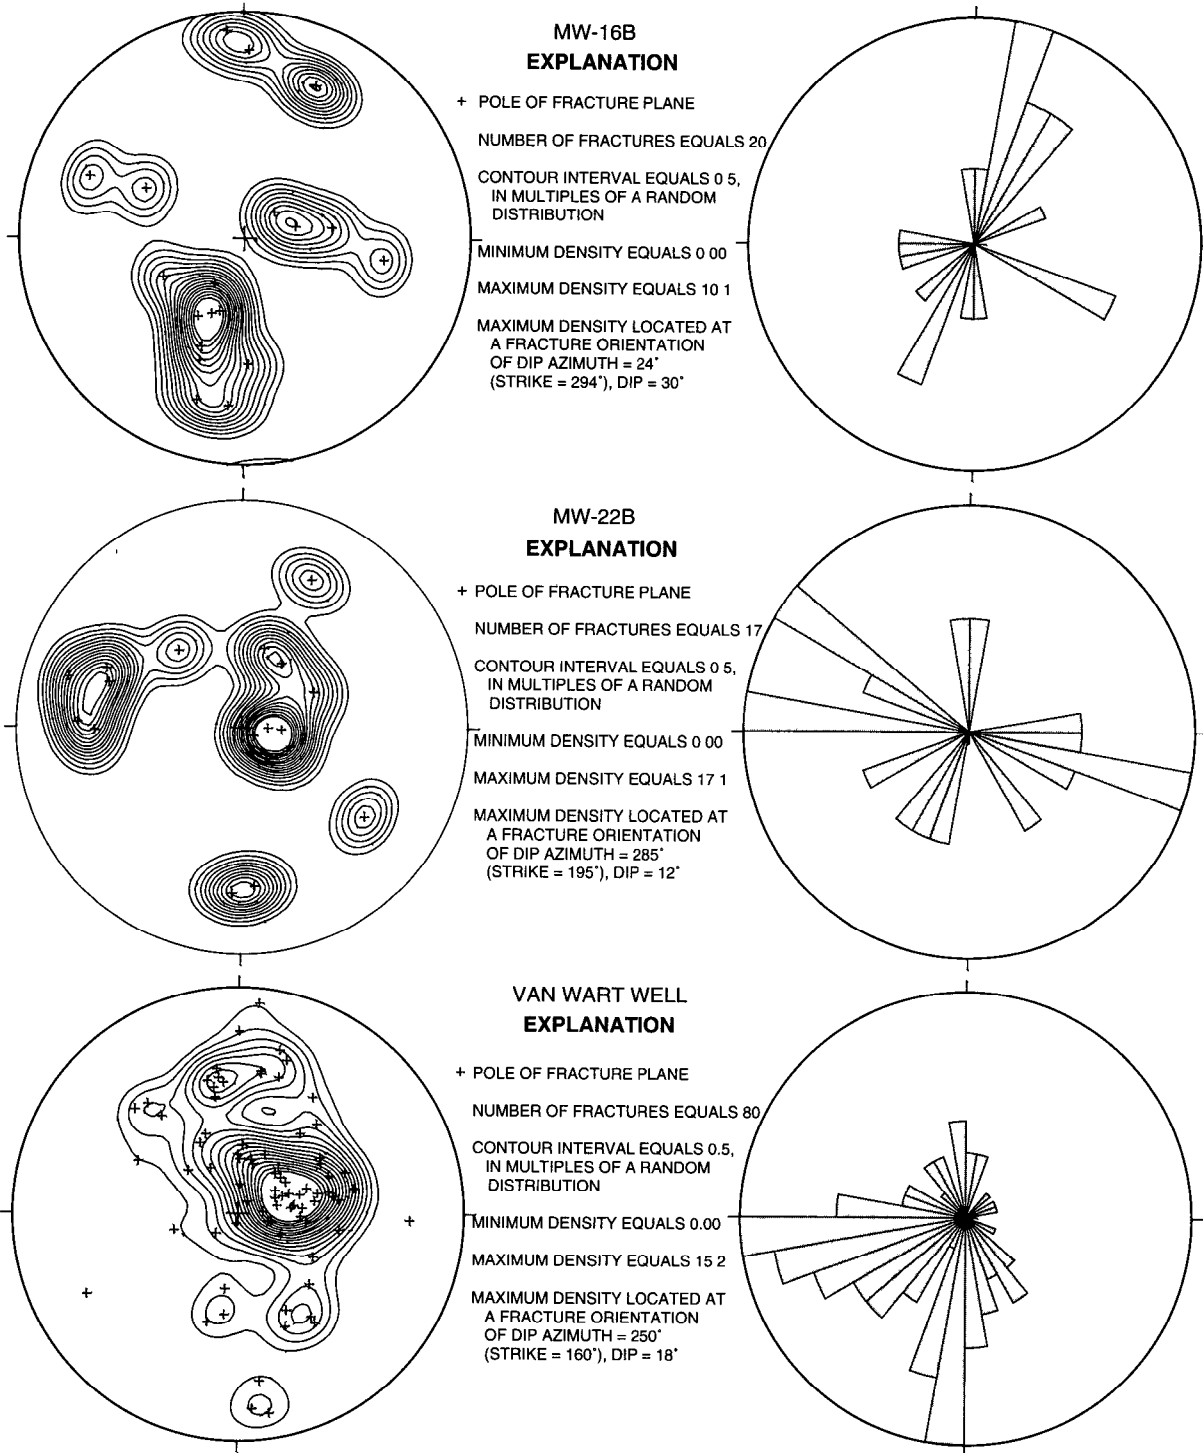 MW-16B
EXPLANATION
+ POLE OF FRACTURE PLANE
NUMBER OF FRACTURES EQUALS 20
CONTOUR INTERVAL EQUALS 0 5,
IN MULTIPLES OF A RANDOM
DISTRIBUTION
MINIMUM DENSITY EQUALS 0 00
MAXIMUM DENSITY EQUALS 10 1
MAXIMUM DENSITY LOCATED AT
A FRACTURE ORIENTATION
OF DIP AZIMUTH = 24°
(STRIKE = 294°), DIP = 30°
MW-22B
EXPLANATION
+ POLE OF FRACTURE PLANE
NUMBER OF FRACTURES EQUALS 17
CONTOUR INTERVAL EQUALS 0 5,
IN MULTIPLES OF A RANDOM
DISTRIBUTION
MINIMUM DENSITY EQUALS 0 00
MAXIMUM DENSITY EQUALS 17 1
MAXIMUM DENSITY LOCATED AT
A FRACTURE ORIENTATION
OF DIP AZIMUTH = 285°
(STRIKE = 195°), DIP = 12°
VAN WART WELL
EXPLANATION
+ POLE OF FRACTURE PLANE
NUMBER OF FRACTURES EQUALS 80
CONTOUR INTERVAL EQUALS 0.5,
IN MULTIPLES OF A RANDOM
DISTRIBUTION
MINIMUM DENSITY EQUALS 0.00
MAXIMUM DENSITY EQUALS 15 2
MAXIMUM DENSITY LOCATED AT
A FRACTURE ORIENTATION
OF DIP AZIMUTH = 250°
(STRIKE = 160°), DIP = 18°